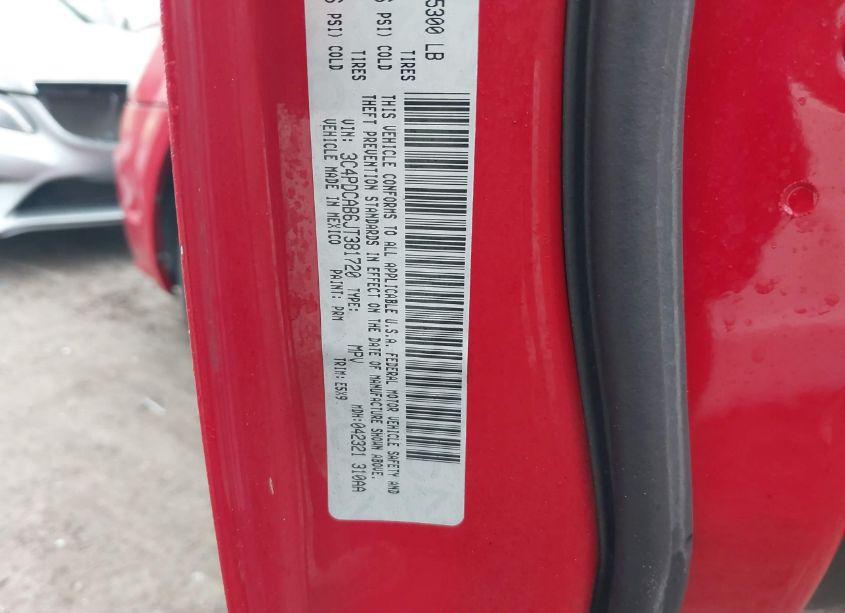 5300 LB
TIRES
PSI) COLD
TIRES
PSI) COLD
THIS VEHICLE CONFORMS TO ALL APPLICABLE U.S.A. FEDERAL MOTOR VEHICLE SAFETY AND
THEFT PREVENTION STANDARDS IN EFFECT ON THE DATE OF MANUFACTURE SHOWN ABOVE.
VIN: 3C4PDCAB6JT381720 TYPE: MPV MDH:042321 310AA
VEHICLE MADE IN MEXICO PAINT: PRM TRIM: E5X9